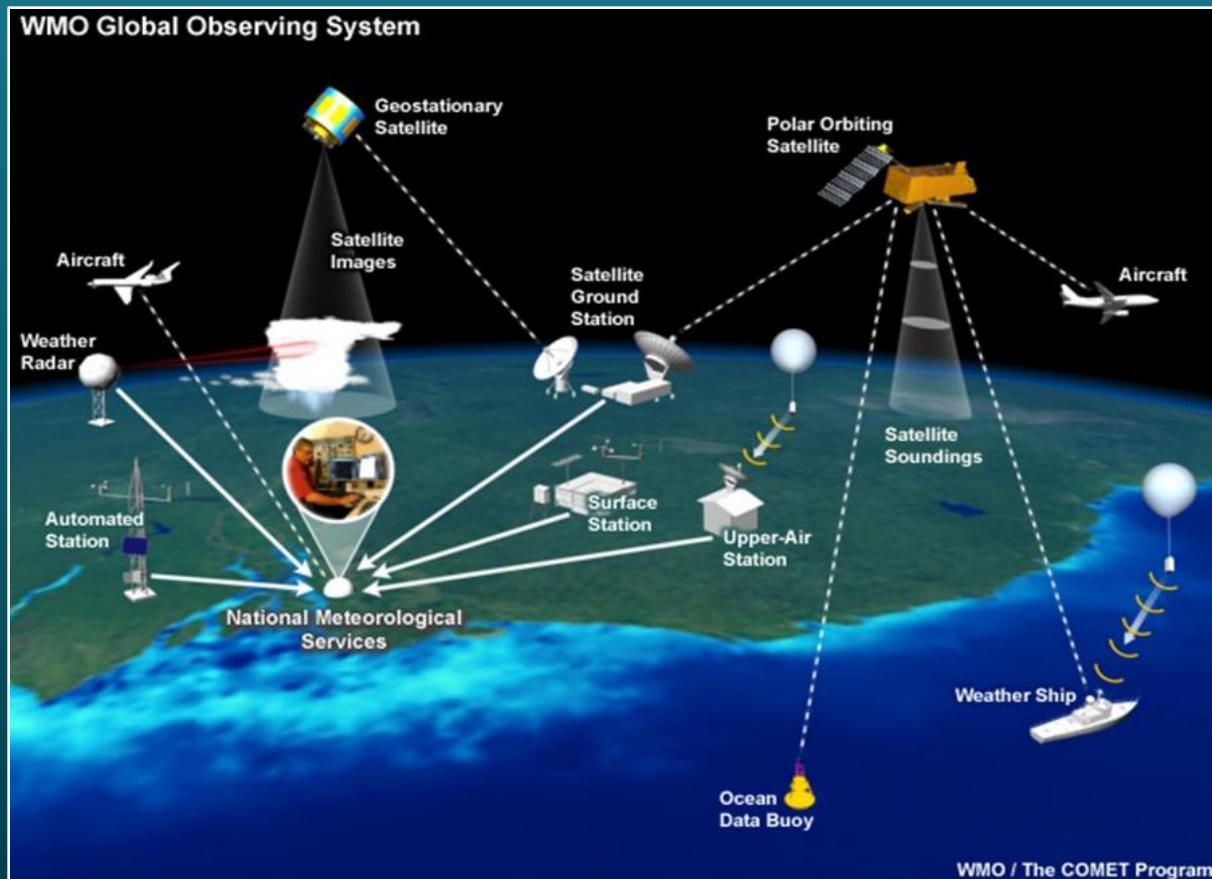 WMO Global Observing System
Geostationary
Satellite
Polar Orbiting
Satellite
Aircraft
Satellite
Images
Satellite
Ground
Station
Aircraft
Weather
Radar
Satellite
Soundings
Automated
Station
Surface
Station
Upper-Air
Station
National Meteorological
Services
Weather Ship
Ocean
Data Buoy
WMO / The COMET Program